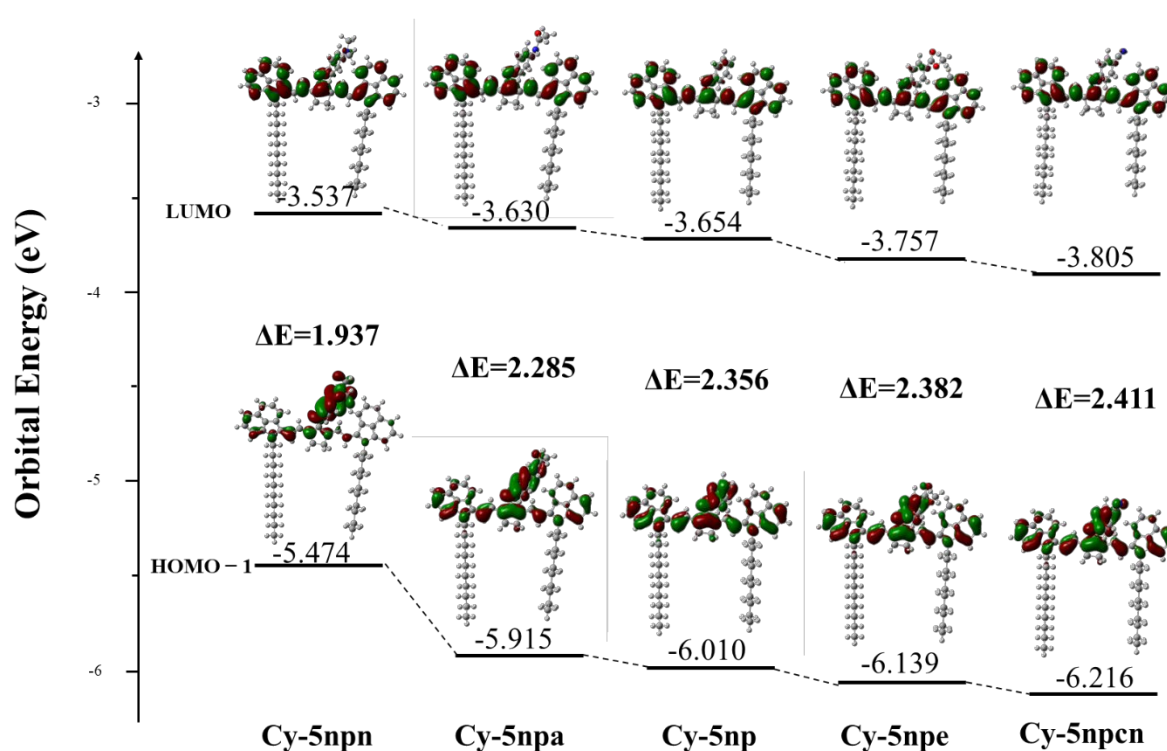 Orbital Energy (eV)
-3
-4
-5
-6
LUMO
-3.537
-3.630
-3.654
-3.757
-3.805
ΔE=1.937
ΔE=2.285
ΔE=2.356
ΔE=2.382
ΔE=2.411
HOMO－1
-5.474
-5.915
-6.010
-6.139
-6.216
Cy-5npn
Cy-5npa
Cy-5np
Cy-5npe
Cy-5npcn